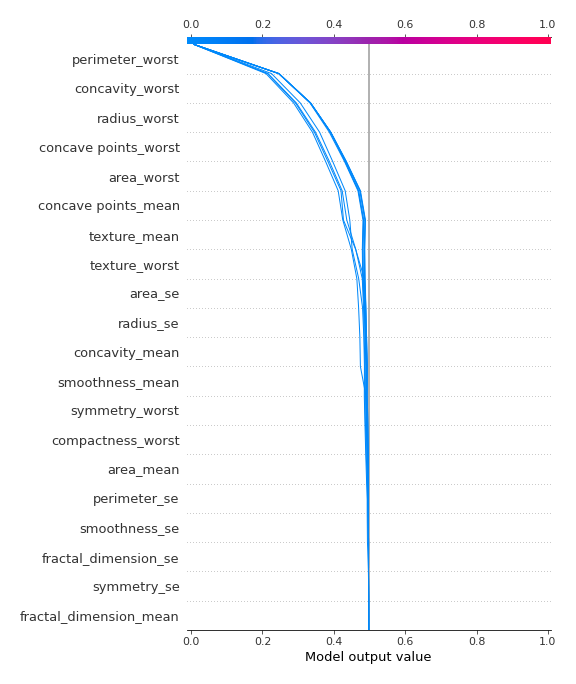 0.0 0.2 0.4 0.6 0.8 1.0
perimeter_worst
concavity_worst
radius_worst
concave points_worst
area_worst
concave points_mean
texture_mean
texture_worst
area_se
radius_se
concavity_mean
smoothness_mean
symmetry_worst
compactness_worst
area_mean
perimeter_se
smoothness_se
fractal_dimension_se
symmetry_se
fractal_dimension_mean
0.0 0.2 0.4 0.6 0.8 1.0
Model output value